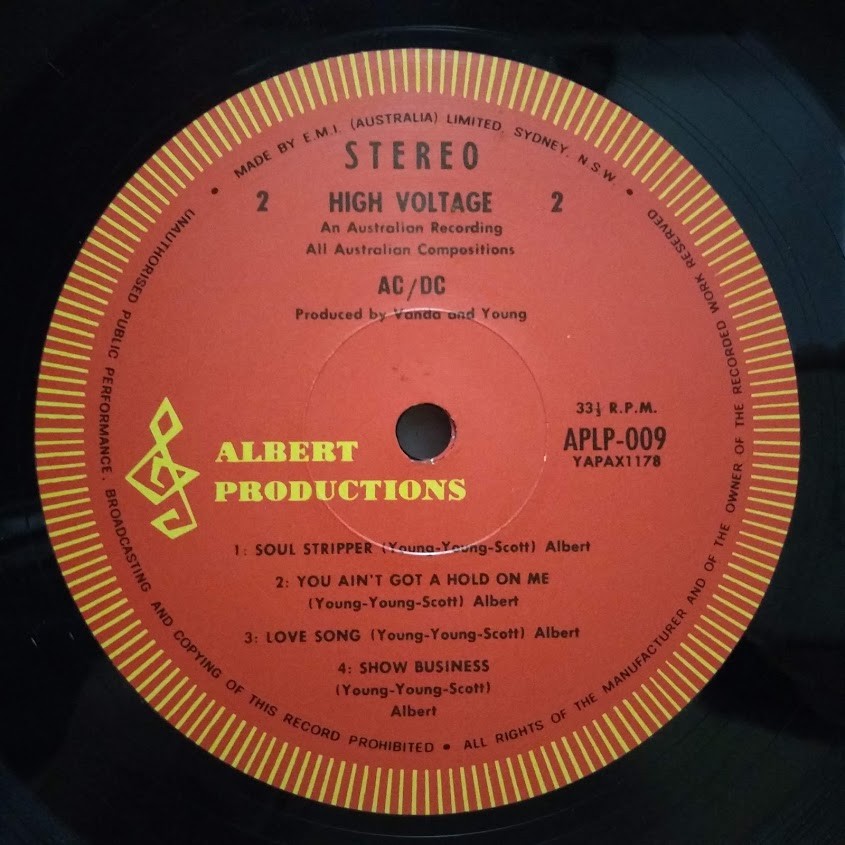 MADE BY E.M.I. (AUSTRALIA) LIMITED, SYDNEY, N.S.W.
STEREO
2 HIGH VOLTAGE 2
An Australian Recording
All Australian Compositions
AC/DC
Produced by Vanda and Young
33⅓ R.P.M.
APLP-009
YAPAX1178
ALBERT
PRODUCTIONS
1: SOUL STRIPPER (Young-Young-Scott) Albert
2: YOU AIN'T GOT A HOLD ON ME
(Young-Young-Scott) Albert
3: LOVE SONG (Young-Young-Scott) Albert
4: SHOW BUSINESS
(Young-Young-Scott)
Albert
UNAUTHORISED PUBLIC PERFORMANCE, BROADCASTING AND COPYING OF THIS RECORD PROHIBITED • ALL RIGHTS OF THE MANUFACTURER AND OF THE OWNER OF THE RECORDED WORK RESERVED